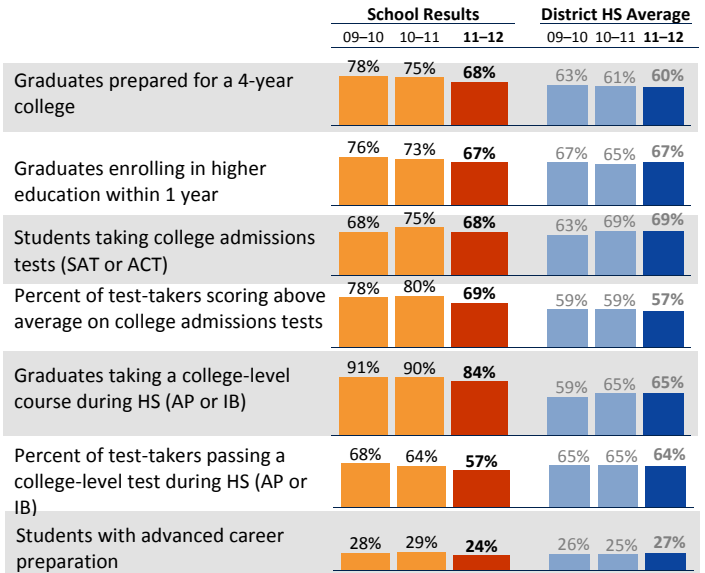 School Results District HS Average
09–10 10–11 11–12 09–10 10–11 11–12
Graduates prepared for a 4-year
college
78% 75% 68% 63% 61% 60%
Graduates enrolling in higher
education within 1 year
76% 73% 67% 67% 65% 67%
Students taking college admissions
tests (SAT or ACT)
68% 75% 68% 63% 69% 69%
Percent of test-takers scoring above
average on college admissions tests
78% 80% 69% 59% 59% 57%
Graduates taking a college-level
course during HS (AP or IB)
91% 90% 84% 59% 65% 65%
Percent of test-takers passing a
college-level test during HS (AP or
IB)
68% 64% 57% 65% 65% 64%
Students with advanced career
preparation
28% 29% 24% 26% 25% 27%